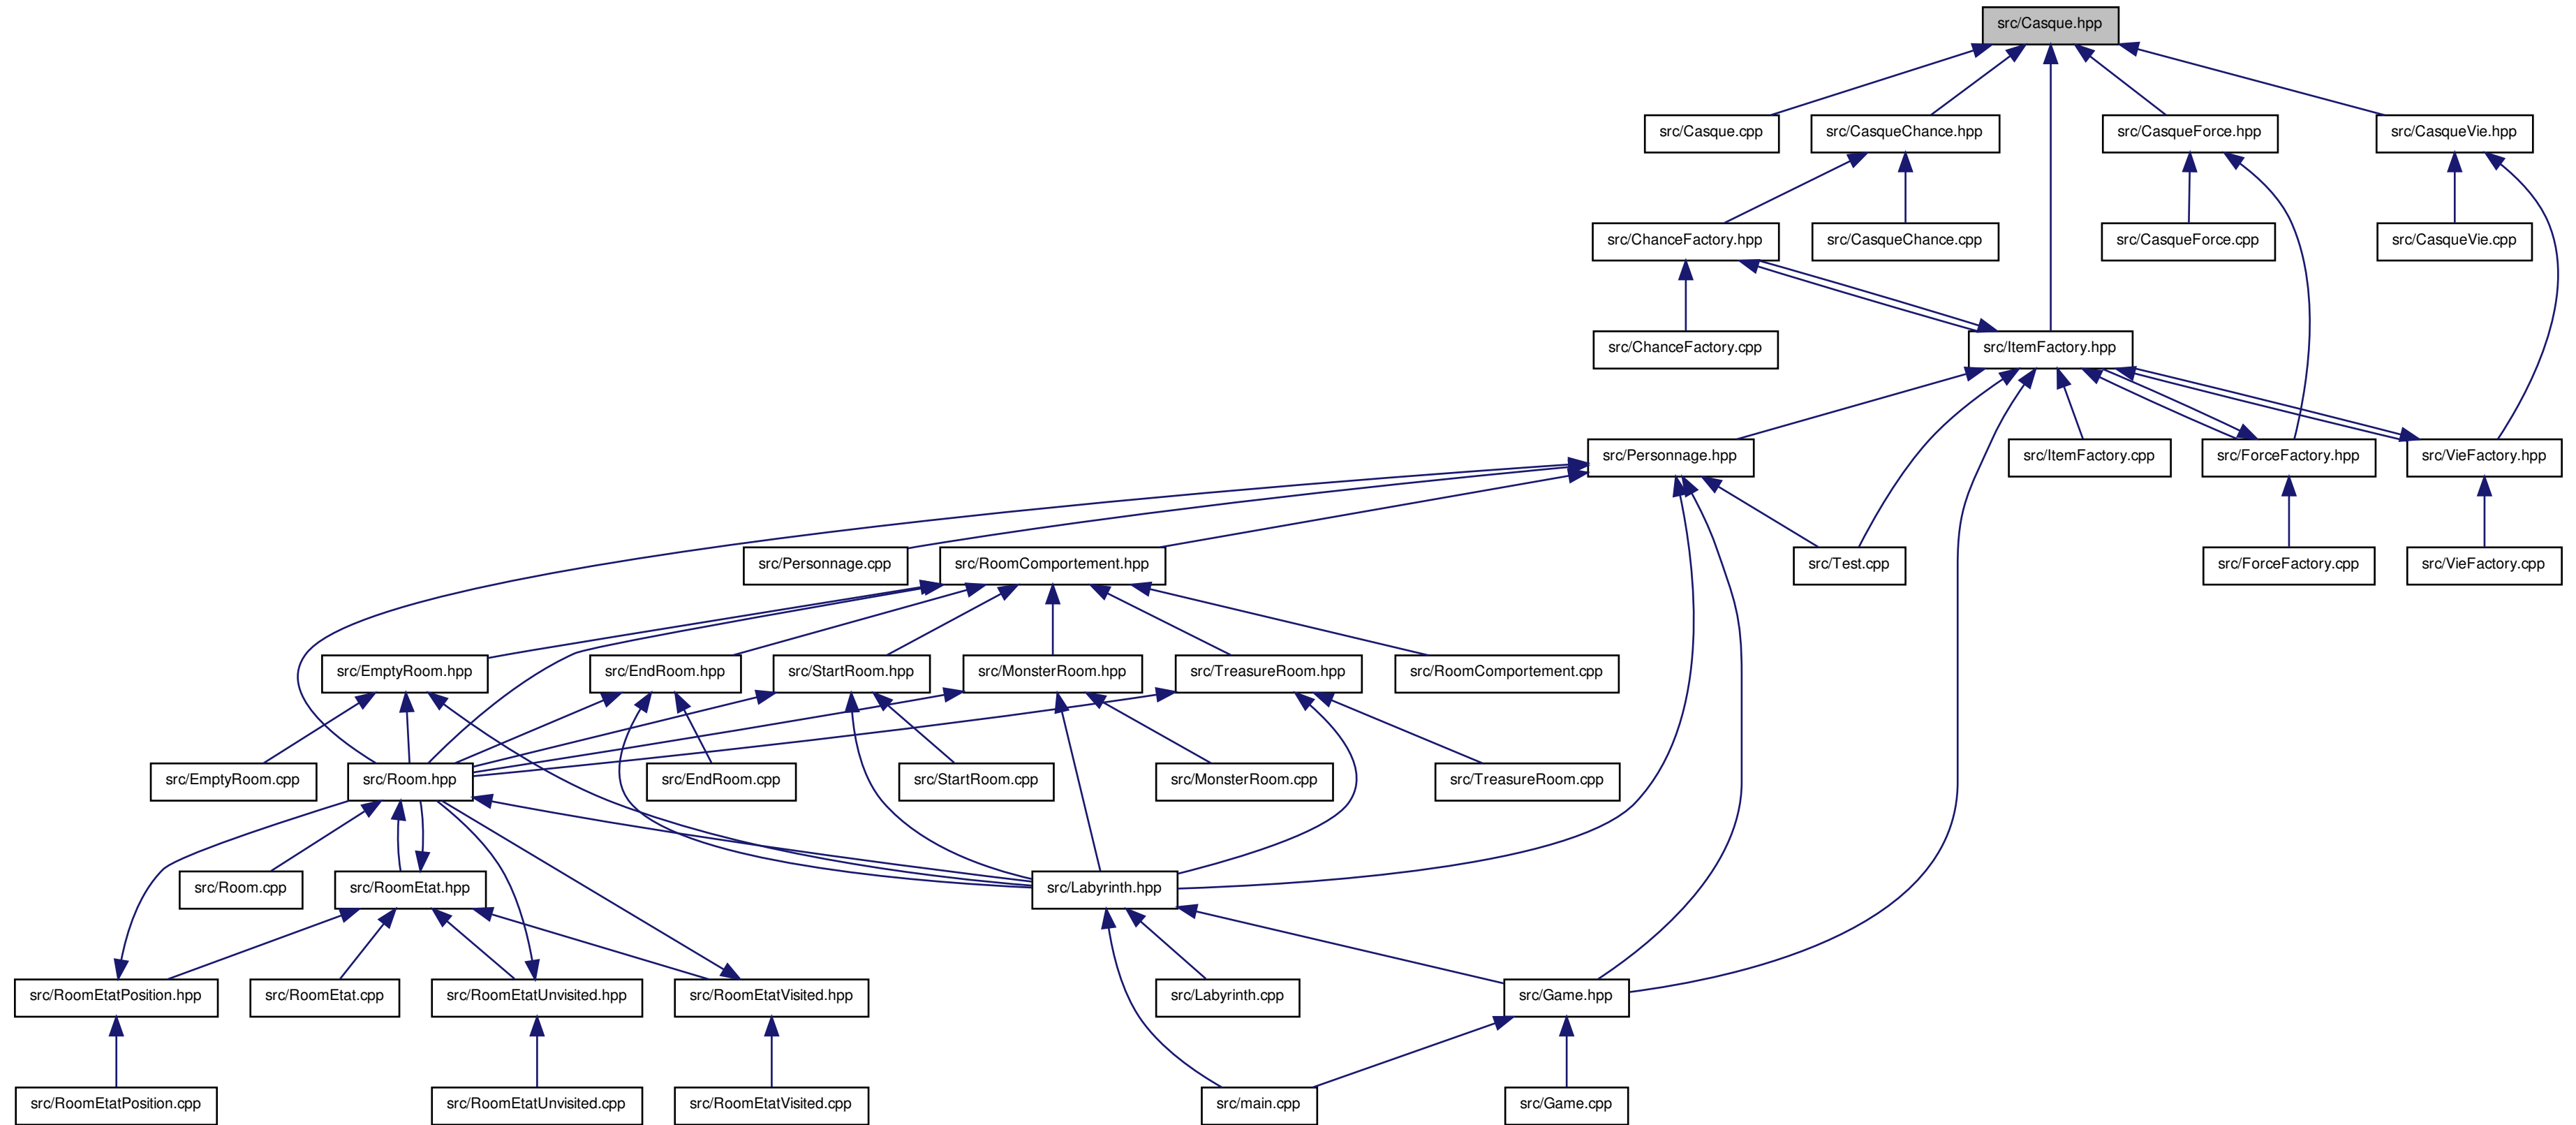 src/Casque.hpp
src/Casque.cpp
src/CasqueChance.hpp
src/CasqueForce.hpp
src/CasqueVie.hpp
src/ChanceFactory.hpp
src/CasqueChance.cpp
src/CasqueForce.cpp
src/CasqueVie.cpp
src/ChanceFactory.cpp
src/ItemFactory.hpp
src/Personnage.hpp
src/ItemFactory.cpp
src/ForceFactory.hpp
src/VieFactory.hpp
src/Personnage.cpp
src/RoomComportement.hpp
src/Test.cpp
src/ForceFactory.cpp
src/VieFactory.cpp
src/EmptyRoom.hpp
src/EndRoom.hpp
src/StartRoom.hpp
src/MonsterRoom.hpp
src/TreasureRoom.hpp
src/RoomComportement.cpp
src/EmptyRoom.cpp
src/Room.hpp
src/EndRoom.cpp
src/StartRoom.cpp
src/MonsterRoom.cpp
src/TreasureRoom.cpp
src/Room.cpp
src/RoomEtat.hpp
src/Labyrinth.hpp
src/RoomEtatPosition.hpp
src/RoomEtat.cpp
src/RoomEtatUnvisited.hpp
src/RoomEtatVisited.hpp
src/Labyrinth.cpp
src/Game.hpp
src/RoomEtatPosition.cpp
src/RoomEtatUnvisited.cpp
src/RoomEtatVisited.cpp
src/main.cpp
src/Game.cpp